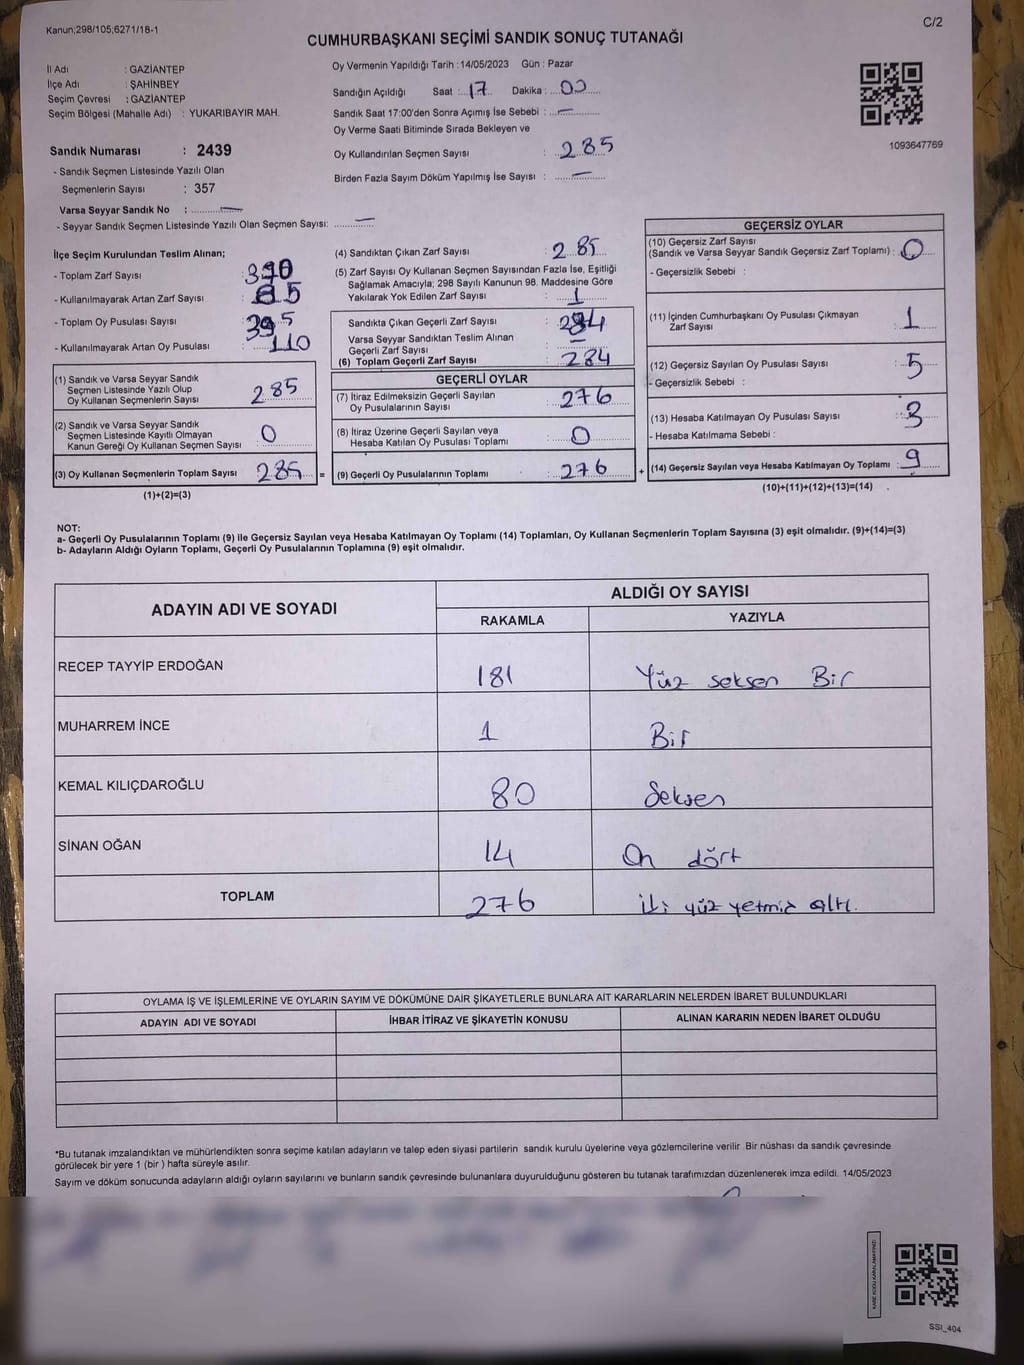 Kanun;298/105;6271/18-1
C/2
CUMHURBAŞKANI SEÇİMİ SANDIK SONUÇ TUTANAĞI
İl Adı : GAZİANTEP
İlçe Adı : ŞAHİNBEY
Seçim Çevresi : GAZİANTEP
Seçim Bölgesi (Mahalle Adı) : YUKARIBAYIR MAH.
Oy Vermenin Yapıldığı Tarih :14/05/2023 Gün : Pazar
Sandığın Açıldığı Saat : 17 Dakika : 00
Sandık Saat 17:00'den Sonra Açımış İse Sebebi : —
Oy Verme Saati Bitiminde Sırada Bekleyen ve
Oy Kullandırılan Seçmen Sayısı : 285
Birden Fazla Sayım Döküm Yapılmış İse Sayısı : —
1093647769
Sandık Numarası : 2439
- Sandık Seçmen Listesinde Yazılı Olan
Seçmenlerin Sayısı : 357
Varsa Seyyar Sandık No : —
- Seyyar Sandık Seçmen Listesinde Yazılı Olan Seçmen Sayısı: —
İlçe Seçim Kurulundan Teslim Alınan;
- Toplam Zarf Sayısı :
- Kullanılmayarak Artan Zarf Sayısı :
- Toplam Oy Pusulası Sayısı : 395
- Kullanılmayarak Artan Oy Pusulası : 110
(1) Sandık ve Varsa Seyyar Sandık
Seçmen Listesinde Yazılı Olup
Oy Kullanan Seçmenlerin Sayısı : 285
(2) Sandık ve Varsa Seyyar Sandık
Seçmen Listesinde Kayıtlı Olmayan
Kanun Gereği Oy Kullanan Seçmen Sayısı : 0
(3) Oy Kullanan Seçmenlerin Toplam Sayısı : 285 =
(1)+(2)=(3)
(4) Sandıktan Çıkan Zarf Sayısı : 285
(5) Zarf Sayısı Oy Kullanan Seçmen Sayısından Fazla İse, Eşitliği
Sağlamak Amacıyla; 298 Sayılı Kanunun 98. Maddesine Göre
Yakılarak Yok Edilen Zarf Sayısı : 1
Sandıkta Çıkan Geçerli Zarf Sayısı : 284
Varsa Seyyar Sandıktan Teslim Alınan
Geçerli Zarf Sayısı : —
(6) Toplam Geçerli Zarf Sayısı : 284
GEÇERLİ OYLAR
(7) İtiraz Edilmeksizin Geçerli Sayılan
Oy Pusulalarının Sayısı : 276
(8) İtiraz Üzerine Geçerli Sayılan veya
Hesaba Katılan Oy Pusulası Toplamı : 0
(9) Geçerli Oy Pusulalarının Toplamı : 276 +
GEÇERSİZ OYLAR
(10) Geçersiz Zarf Sayısı
(Sandık ve Varsa Seyyar Sandık Geçersiz Zarf Toplamı) : 0
- Geçersizlik Sebebi :
(11) İçinden Cumhurbaşkanı Oy Pusulası Çıkmayan
Zarf Sayısı : 1
(12) Geçersiz Sayılan Oy Pusulası Sayısı : 5
- Geçersizlik Sebebi :
(13) Hesaba Katılmayan Oy Pusulası Sayısı : 3
- Hesaba Katılmama Sebebi :
(14) Geçersiz Sayılan veya Hesaba Katılmayan Oy Toplamı : 9
(10)+(11)+(12)+(13)=(14)
NOT:
a- Geçerli Oy Pusulalarının Toplamı (9) ile Geçersiz Sayılan veya Hesaba Katılmayan Oy Toplamı (14) Toplamları, Oy Kullanan Seçmenlerin Toplam Sayısına (3) eşit olmalıdır. (9)+(14)=(3)
b- Adayların Aldığı Oyların Toplamı, Geçerli Oy Pusulalarının Toplamına (9) eşit olmalıdır.
ADAYIN ADI VE SOYADI
ALDIĞI OY SAYISI
RAKAMLA YAZIYLA
RECEP TAYYİP ERDOĞAN 181 Yüz seksen Bir
MUHARREM İNCE 1 Bir
KEMAL KILIÇDAROĞLU 80 Seksen
SİNAN OĞAN 14 On dört
TOPLAM 276 iki yüz yetmiş altı.
OYLAMA İŞ VE İŞLEMLERİNE VE OYLARIN SAYIM VE DÖKÜMÜNE DAİR ŞİKAYETLERLE BUNLARA AİT KARARLARIN NELERDEN İBARET BULUNDUKLARI
ADAYIN ADI VE SOYADI İHBAR İTİRAZ VE ŞİKAYETİN KONUSU ALINAN KARARIN NEDEN İBARET OLDUĞU
*Bu tutanak imzalandıktan ve mühürlendikten sonra seçime katılan adayların ve talep eden siyasi partilerin sandık kurulu üyelerine veya gözlemcilerine verilir .Bir nüshası da sandık çevresinde
görülecek bir yere 1 (bir ) hafta süreyle asılır.
Sayım ve döküm sonucunda adayların aldığı oyların sayılarını ve bunların sandık çevresinde bulunanlara duyurulduğunu gösteren bu tutanak tarafımızdan düzenlenerek imza edildi. 14/05/2023
KARE KODU KARALAMAYINIZ!
SSI_404